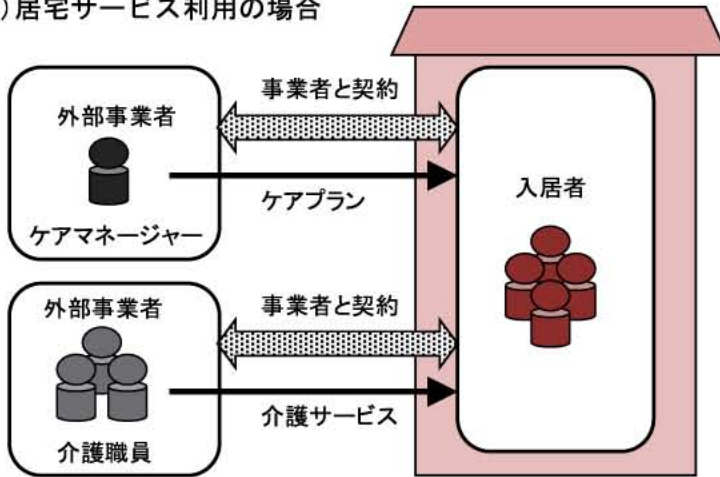 )居宅サービス利用の場合
外部事業者
ケアマネージャー
事業者と契約
ケアプラン
入居者
外部事業者
介護職員
事業者と契約
介護サービス